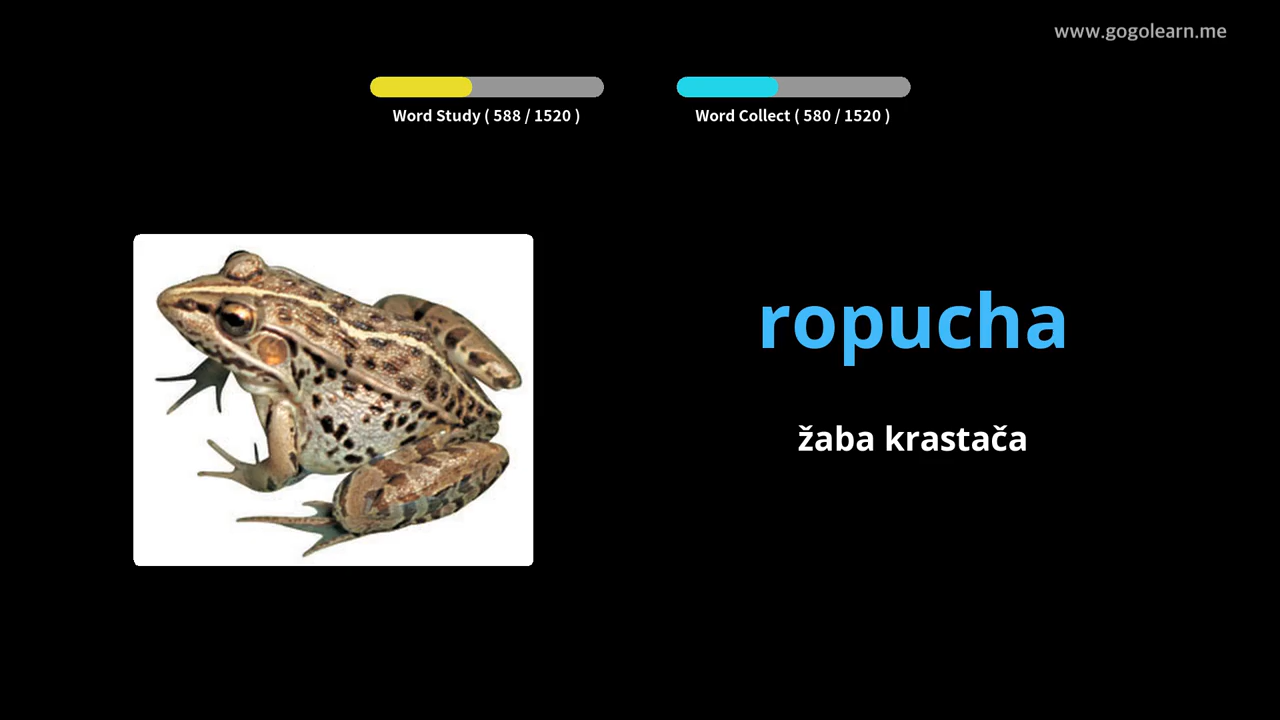 www.gogolearn.me
Word Study ( 588 / 1520 )
Word Collect ( 580 / 1520 )
ropucha
žaba krastača